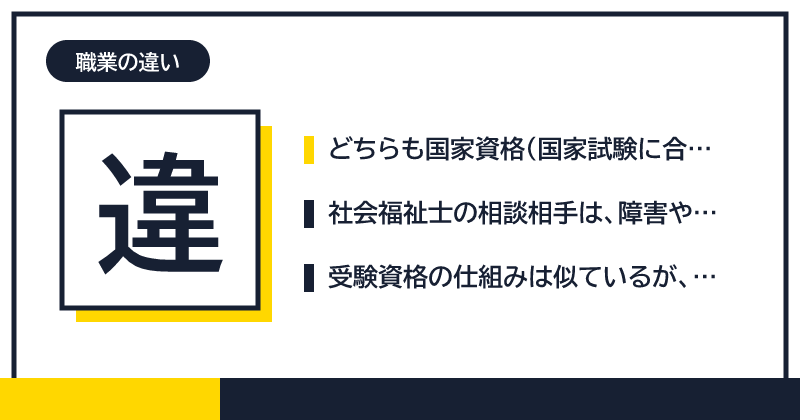 職業の違い
違
どちらも国家資格（国家試験に合…
社会福祉士の相談相手は、障害や…
受験資格の仕組みは似ているが、…